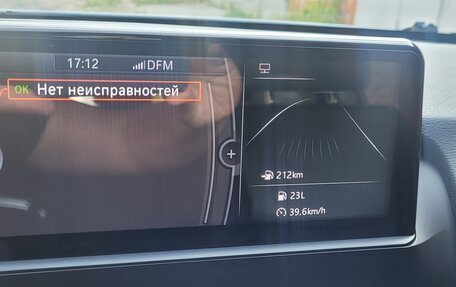 17:12 DFM
OK Нет неисправностей
212km
23L
39.6km/h